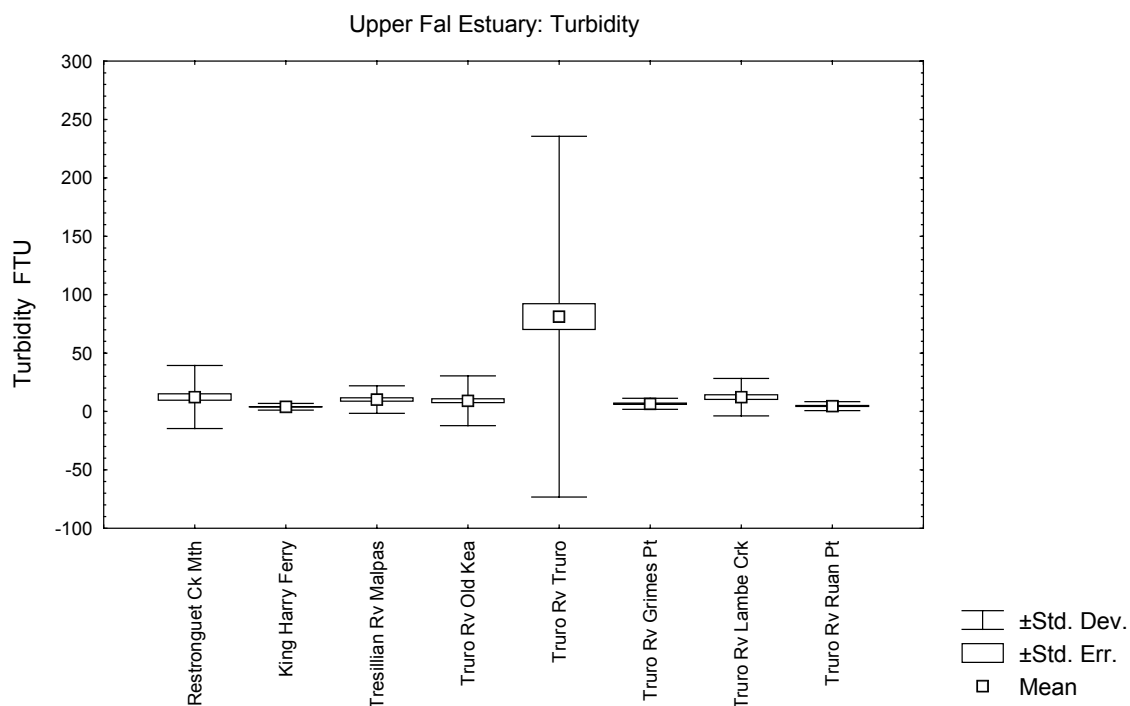 Upper Fal Estuary: Turbidity
Turbidity FTU
300
250
200
150
100
50
0
-50
-100
Restronguet Ck Mth
King Harry Ferry
Tresillian Rv Malpas
Truro Rv Old Kea
Truro Rv Truro
Truro Rv Grimes Pt
Truro Rv Lambe Crk
Truro Rv Ruan Pt
±Std. Dev.
±Std. Err.
Mean